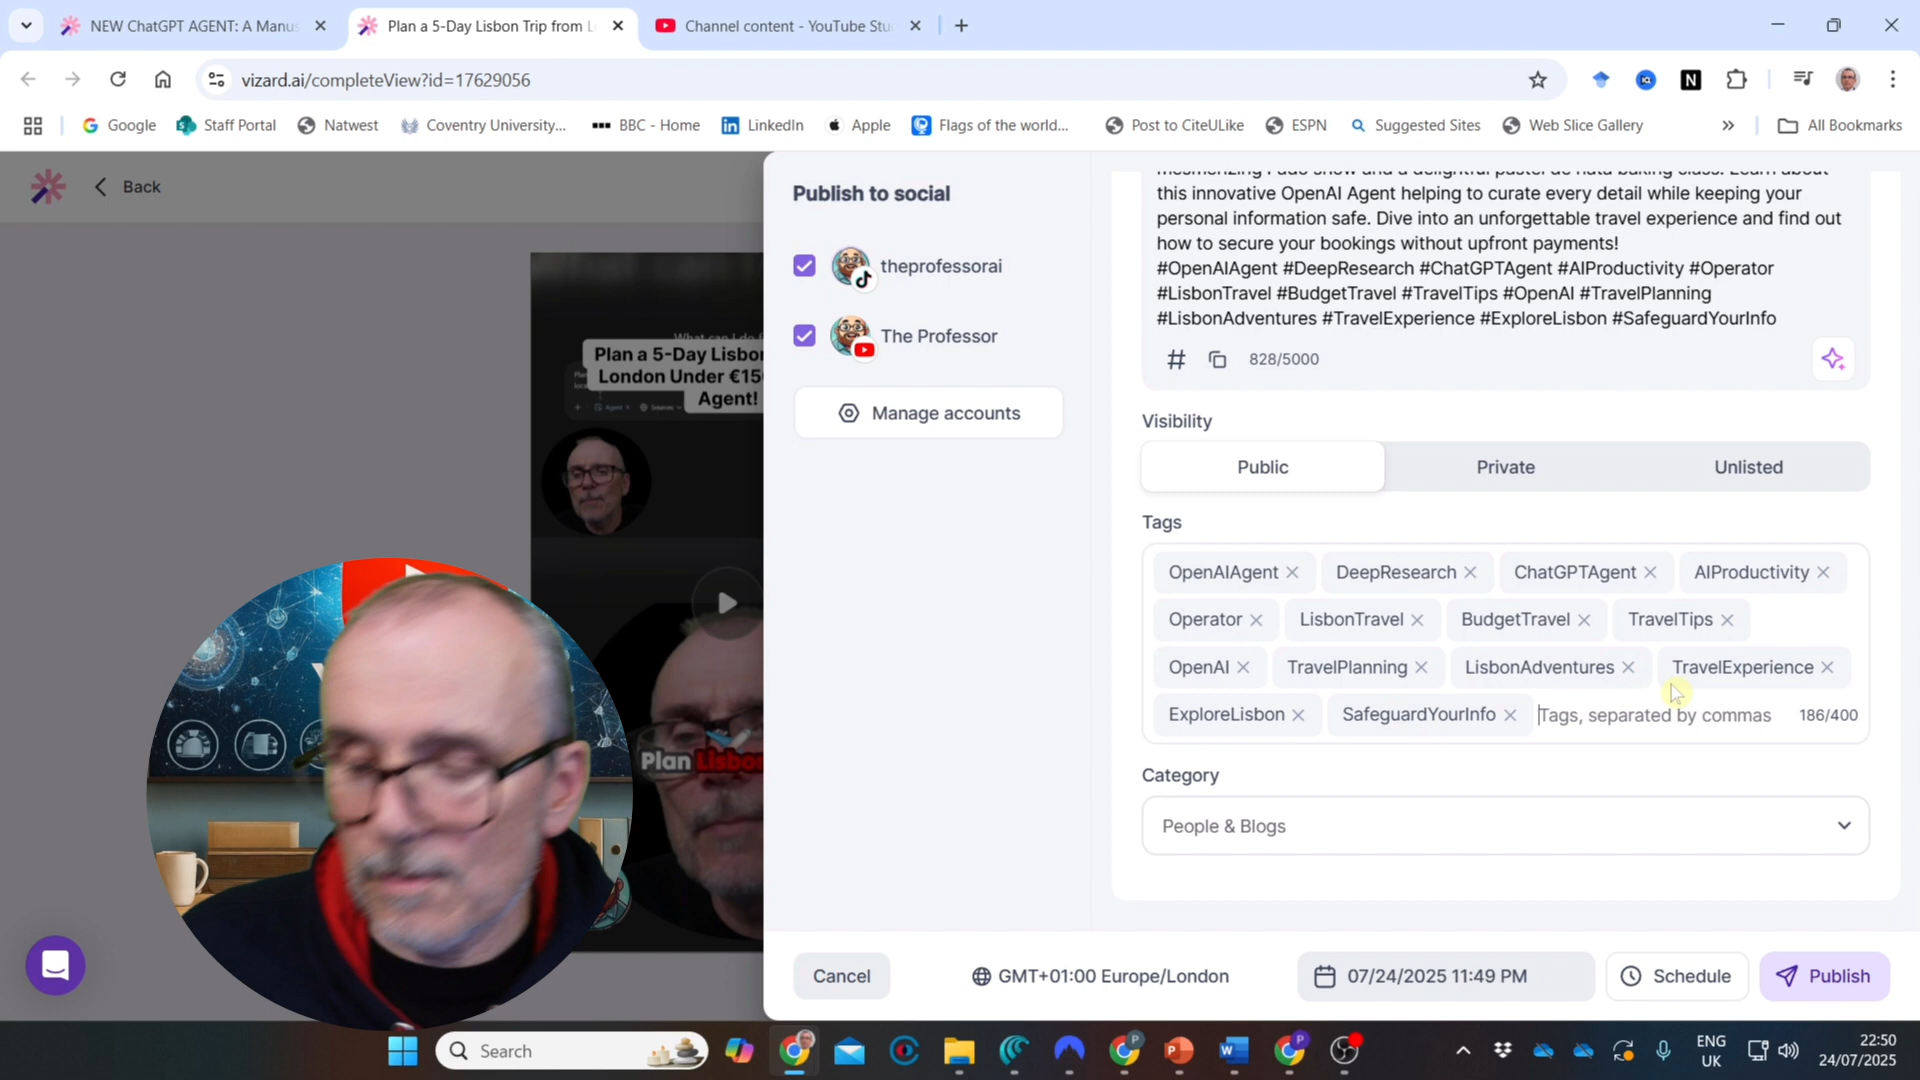 NEW ChatGPT AGENT: A Manus
Plan a 5-Day Lisbon Trip from L
Channel content - YouTube Stu
vizard.ai/completeView?id=17629056
Google
Staff Portal
Natwest
Coventry University...
BBC - Home
LinkedIn
Apple
Flags of the world...
Post to CiteULike
ESPN
Suggested Sites
Web Slice Gallery
All Bookmarks
Back
What can I do f
Plan a 5-Day Lisbo
London Under €15
Agent!
Plan Lisbon
Publish to social
theprofessorai
The Professor
Manage accounts
this innovative OpenAI Agent helping to curate every detail while keeping your
personal information safe. Dive into an unforgettable travel experience and find out
how to secure your bookings without upfront payments!
#OpenAIAgent #DeepResearch #ChatGPTAgent #AIProductivity #Operator
#LisbonTravel #BudgetTravel #TravelTips #OpenAI #TravelPlanning
#LisbonAdventures #TravelExperience #ExploreLisbon #SafeguardYourInfo
828/5000
Visibility
Public
Private
Unlisted
Tags
OpenAIAgent
DeepResearch
ChatGPTAgent
AIProductivity
Operator
LisbonTravel
BudgetTravel
TravelTips
OpenAI
TravelPlanning
LisbonAdventures
TravelExperience
ExploreLisbon
SafeguardYourInfo
Tags, separated by commas
186/400
Category
People & Blogs
Cancel
GMT+01:00 Europe/London
07/24/2025 11:49 PM
Schedule
Publish
Search
ENG
UK
22:50
24/07/2025